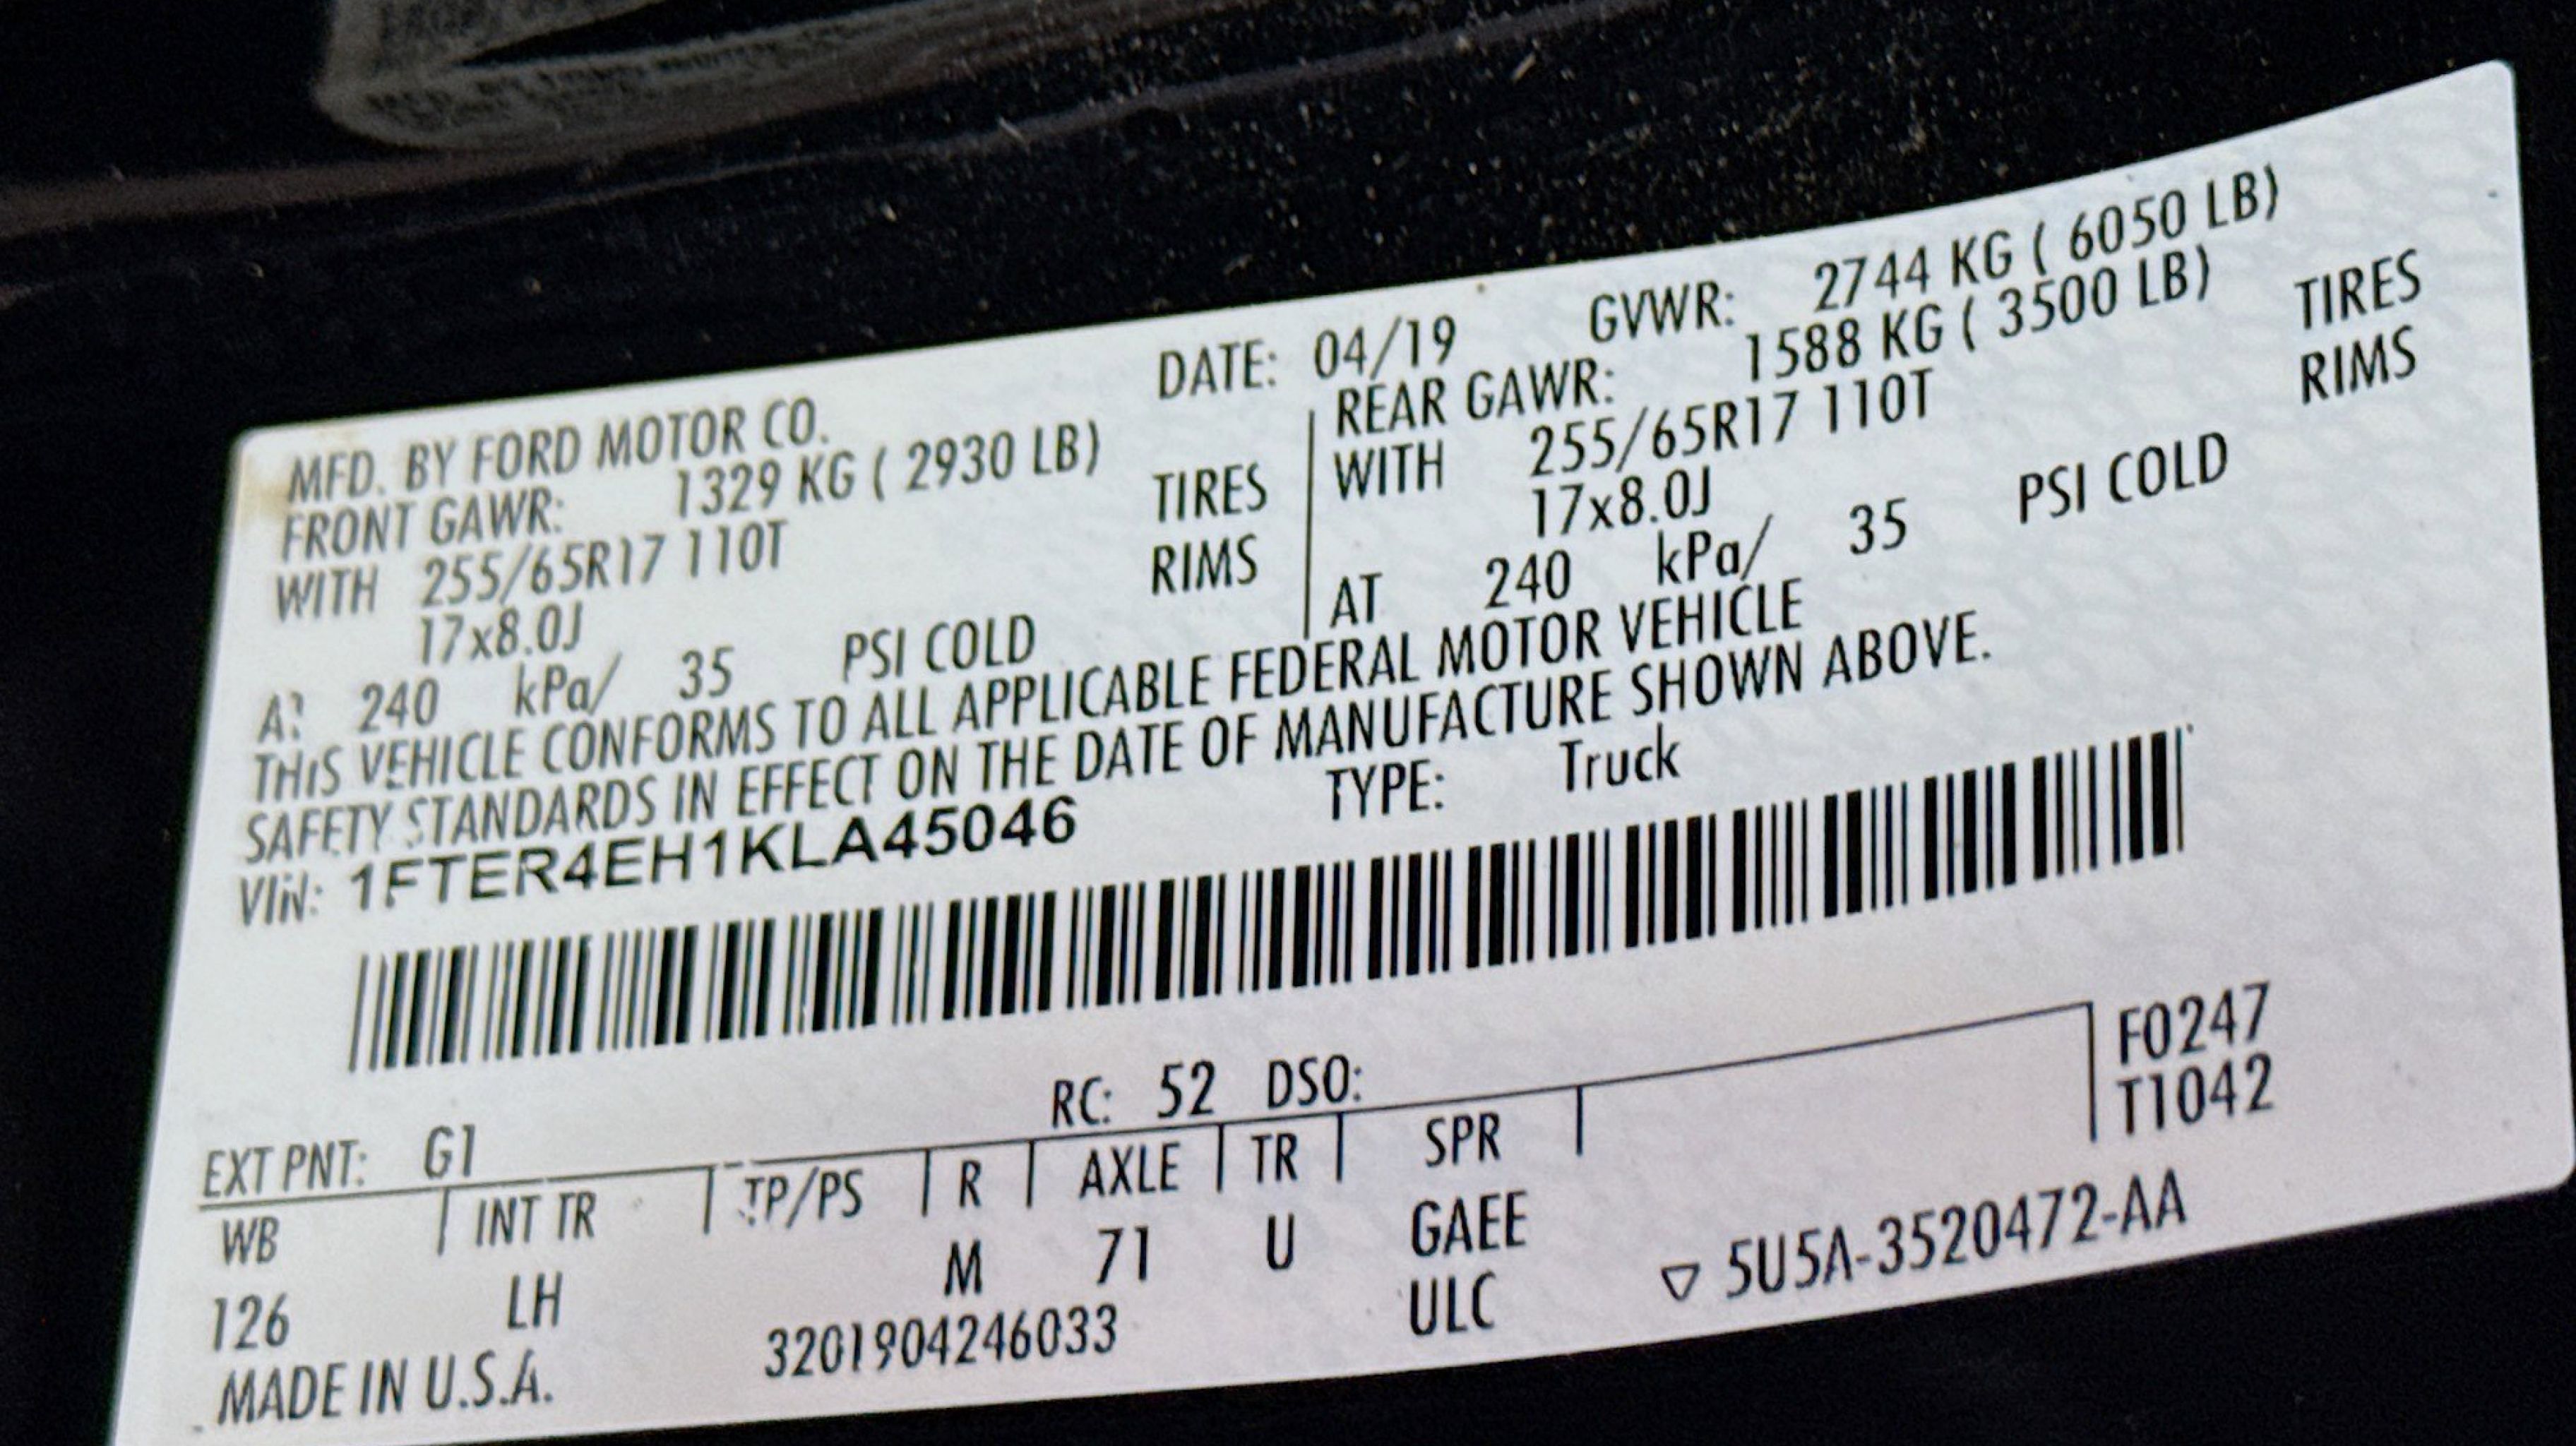 MFD. BY FORD MOTOR CO. DATE: 04/19 GVWR: 2744 KG ( 6050 LB)
FRONT GAWR: 1329 KG ( 2930 LB) REAR GAWR: 1588 KG ( 3500 LB)
WITH 255/65R17 110T TIRES WITH 255/65R17 110T TIRES
17x8.0J RIMS 17x8.0J RIMS
AT 240 kPa/ 35 PSI COLD AT 240 kPa/ 35 PSI COLD
THIS VEHICLE CONFORMS TO ALL APPLICABLE FEDERAL MOTOR VEHICLE
SAFETY STANDARDS IN EFFECT ON THE DATE OF MANUFACTURE SHOWN ABOVE.
VIN: 1FTER4EH1KLA45046 TYPE: Truck
F0247
EXT PNT: G1 RC: 52 DSO: T1042
WB INT TR TP/PS R AXLE TR SPR
126 LH M 71 U GAEE
ULC ▽ 5U5A-3520472-AA
MADE IN U.S.A. 3201904246033